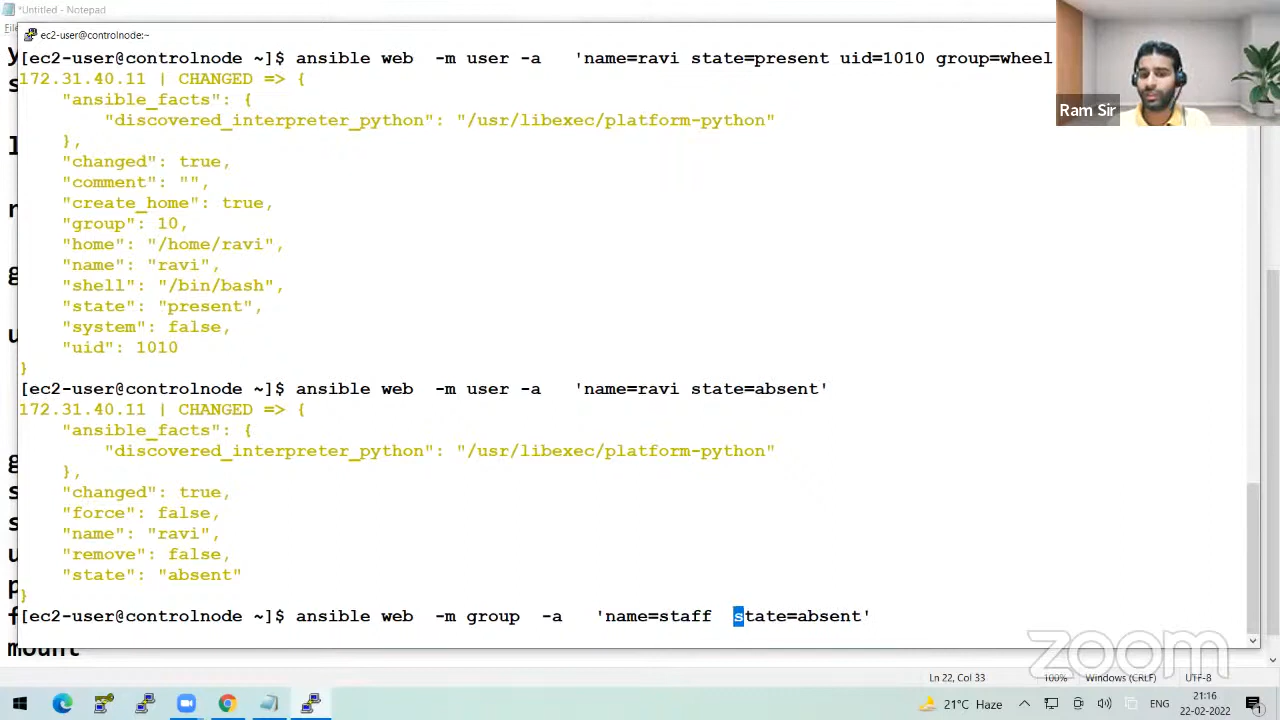 *Untitled - Notepad
ec2-user@controlnode:~
[ec2-user@controlnode ~]$ ansible web  -m user -a   'name=ravi state=present uid=1010 group=wheel
172.31.40.11 | CHANGED => {
    "ansible_facts": {
        "discovered_interpreter_python": "/usr/libexec/platform-python"
    },
    "changed": true,
    "comment": "",
    "create_home": true,
    "group": 10,
    "home": "/home/ravi",
    "name": "ravi",
    "shell": "/bin/bash",
    "state": "present",
    "system": false,
    "uid": 1010
}
[ec2-user@controlnode ~]$ ansible web  -m user -a   'name=ravi state=absent'
172.31.40.11 | CHANGED => {
    "ansible_facts": {
        "discovered_interpreter_python": "/usr/libexec/platform-python"
    },
    "changed": true,
    "force": false,
    "name": "ravi",
    "remove": false,
    "state": "absent"
}
[ec2-user@controlnode ~]$ ansible web  -m group  -a   'name=staff  state=absent'
mount
Ram Sir
zoom
Ln 22, Col 33
100%
Windows (CRLF)
UTF-8
21°C Haze
ENG
21:16
22-02-2022
1